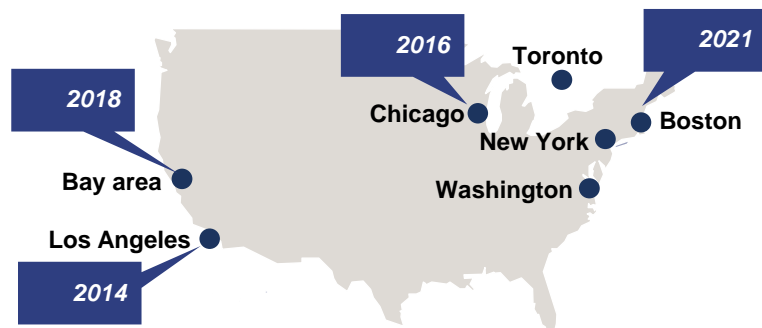 2016
2021
Toronto
2018
Chicago
Boston
New York
Bay area
Washington
Los Angeles
2014